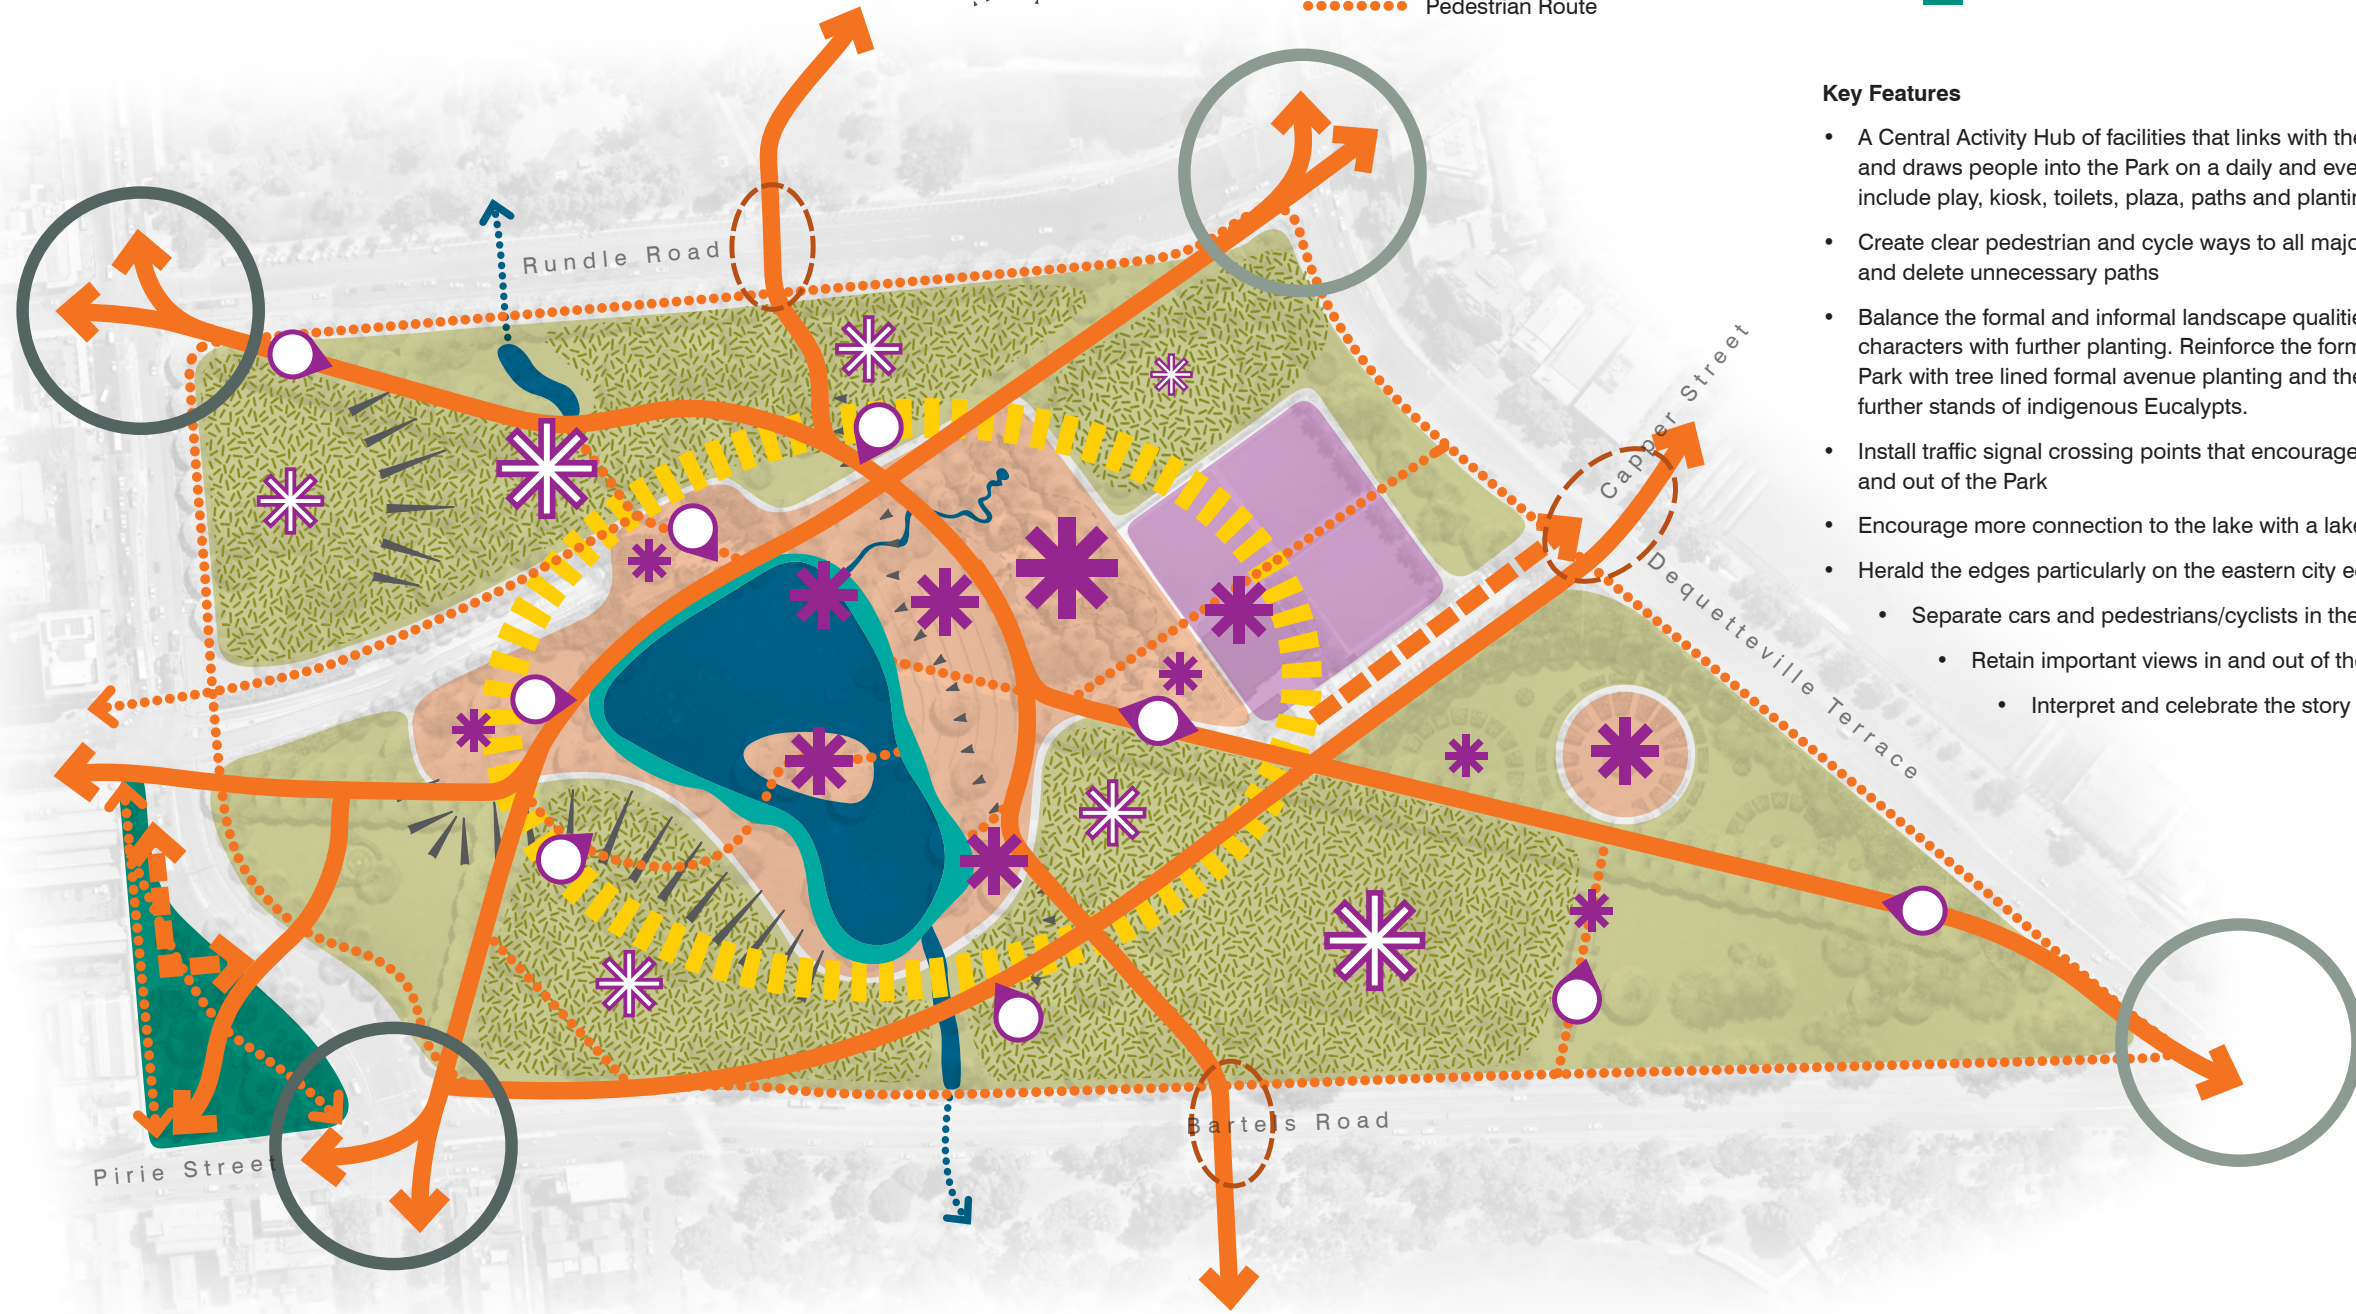 Pedestrian Route
Key Features
• A Central Activity Hub of facilities that links with the
and draws people into the Park on a daily and eve
include play, kiosk, toilets, plaza, paths and plantin
• Create clear pedestrian and cycle ways to all majo
and delete unnecessary paths
• Balance the formal and informal landscape qualitie
characters with further planting. Reinforce the form
Park with tree lined formal avenue planting and the
further stands of indigenous Eucalypts.
• Install traffic signal crossing points that encourage
and out of the Park
• Encourage more connection to the lake with a lake
• Herald the edges particularly on the eastern city e
• Separate cars and pedestrians/cyclists in the
• Retain important views in and out of the
• Interpret and celebrate the story
Rundle Road
Capper Street
Dequetteville Terrace
Bartels Road
Pirie Street